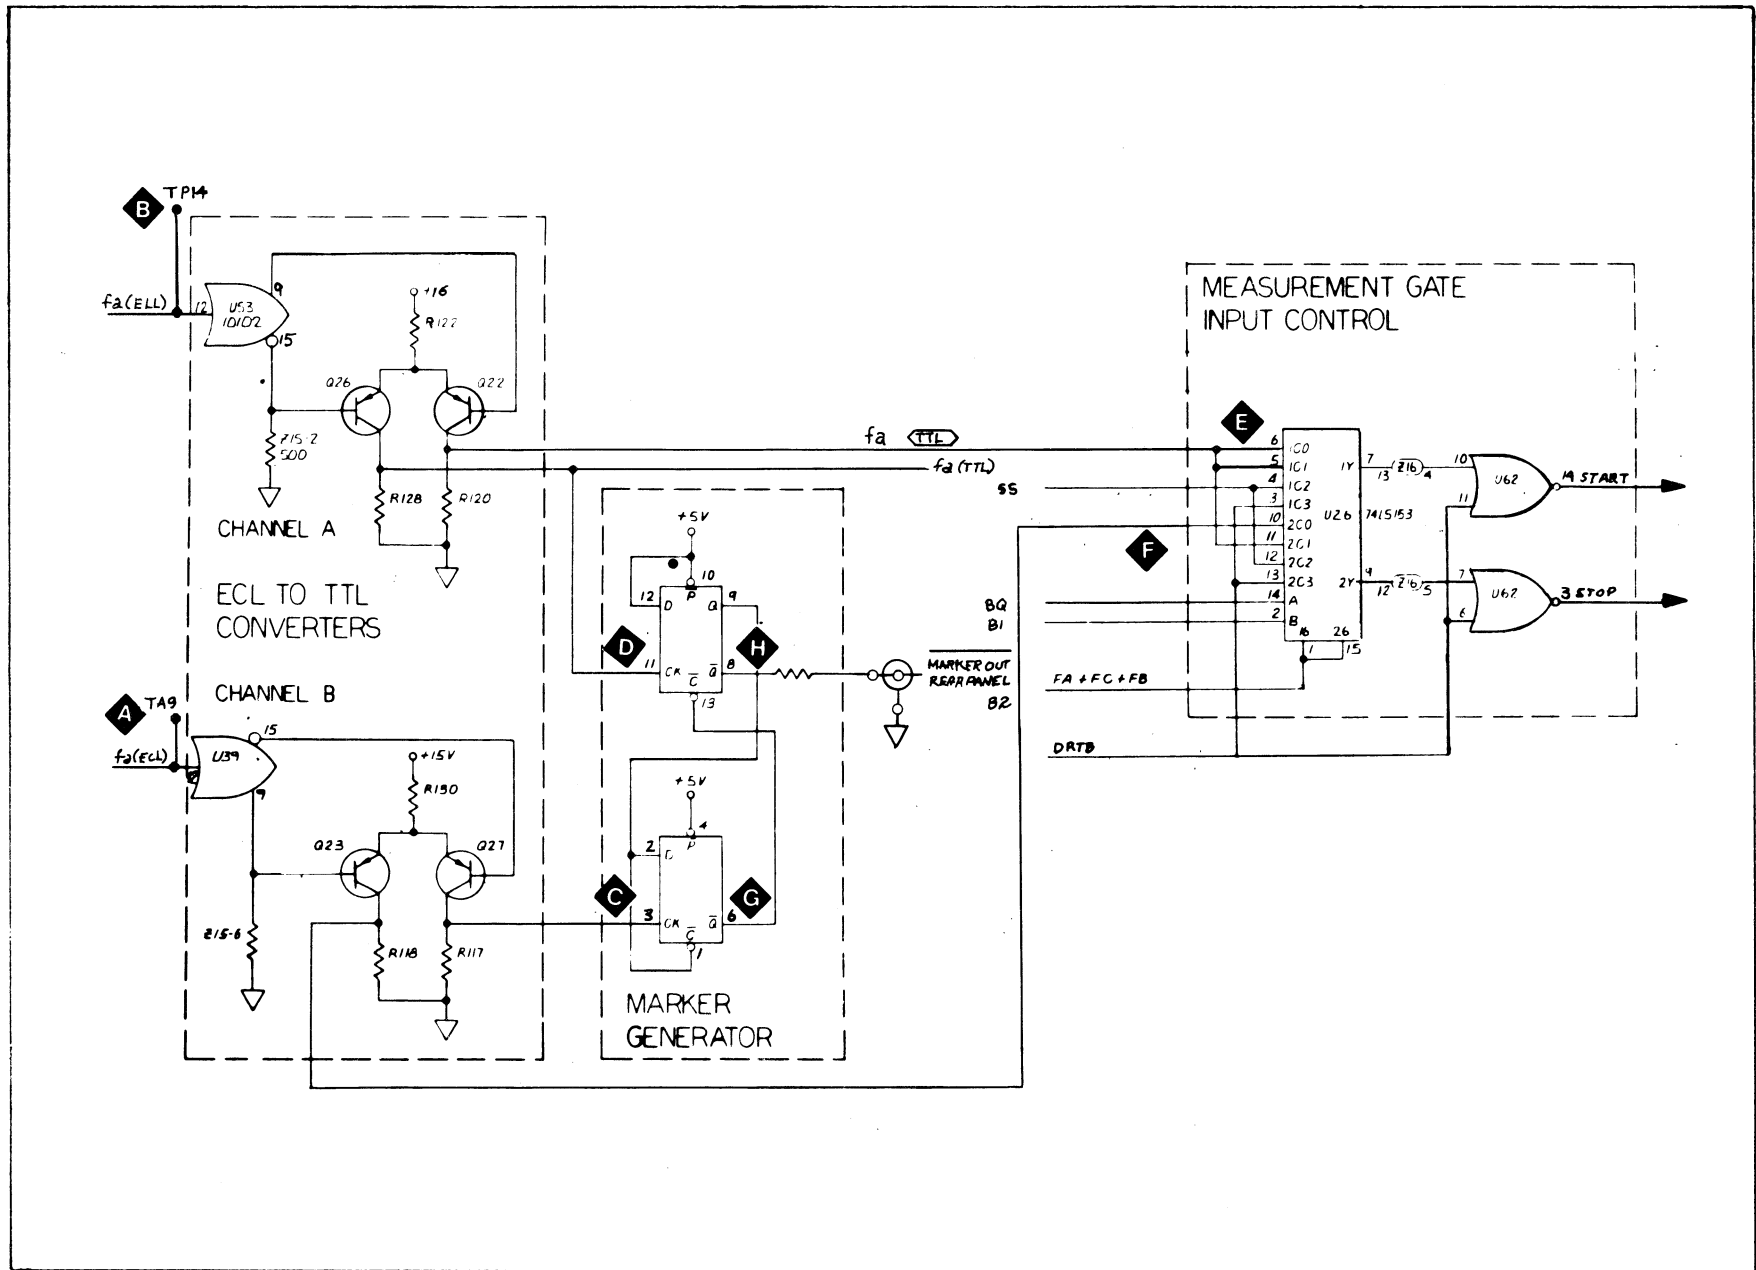 B TP14
fa(ELL) 12 U53 10102 9
15
+16
R122
Q26 Q22
Z15-2
500
R128 R120
CHANNEL A
ECL TO TTL
CONVERTERS
CHANNEL B
A TA9
fa(ECL) U39 15
9
+15V
R150
Q23 Q27
Z15-6
R118 R117
fa TTL
fa (TTL)
SS
+5V
10
12 D P Q 9
D H
11 CK C Q 8
13
+5V
4
2 D P
C G
3 CK C Q 6
1
MARKER
GENERATOR
MARKER OUT
REAR PANEL
B2
MEASUREMENT GATE
INPUT CONTROL
E
F
6 1C0
5 1C1
4 1C2
3 1C3
10 2C0
11 2C1
12 2C2
13 2C3
14 A
2 B
1Y 7
U26 74LS153
2Y 9
16 26
1 15
BQ
B1
FA + FC + FB
DRTB
13 Z16 4
12 Z16 5
10 U62 14 START
11
7 U62 3 STOP
6